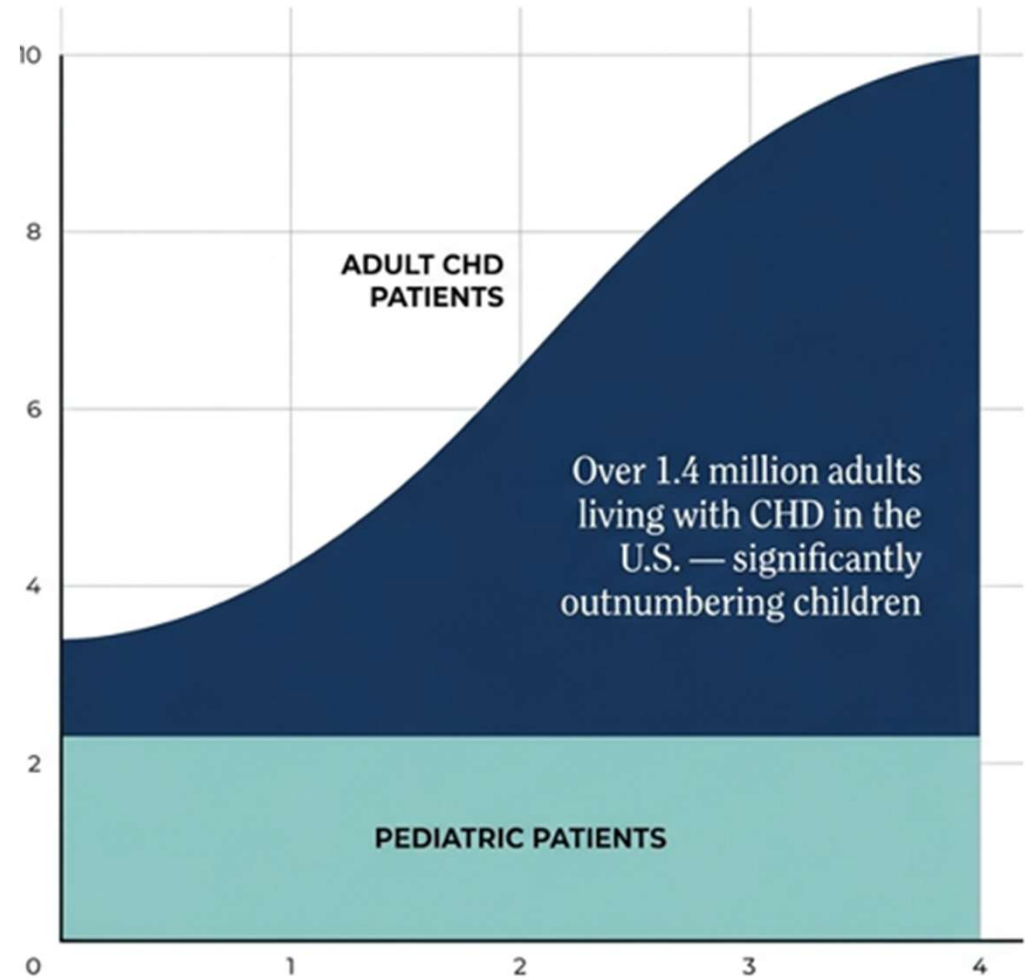 10
8
ADULT CHD
PATIENTS
6
Over 1.4 million adults
living with CHD in the
U.S. — significantly
outnumbering children
4
2
PEDIATRIC PATIENTS
0 1 2 3 4